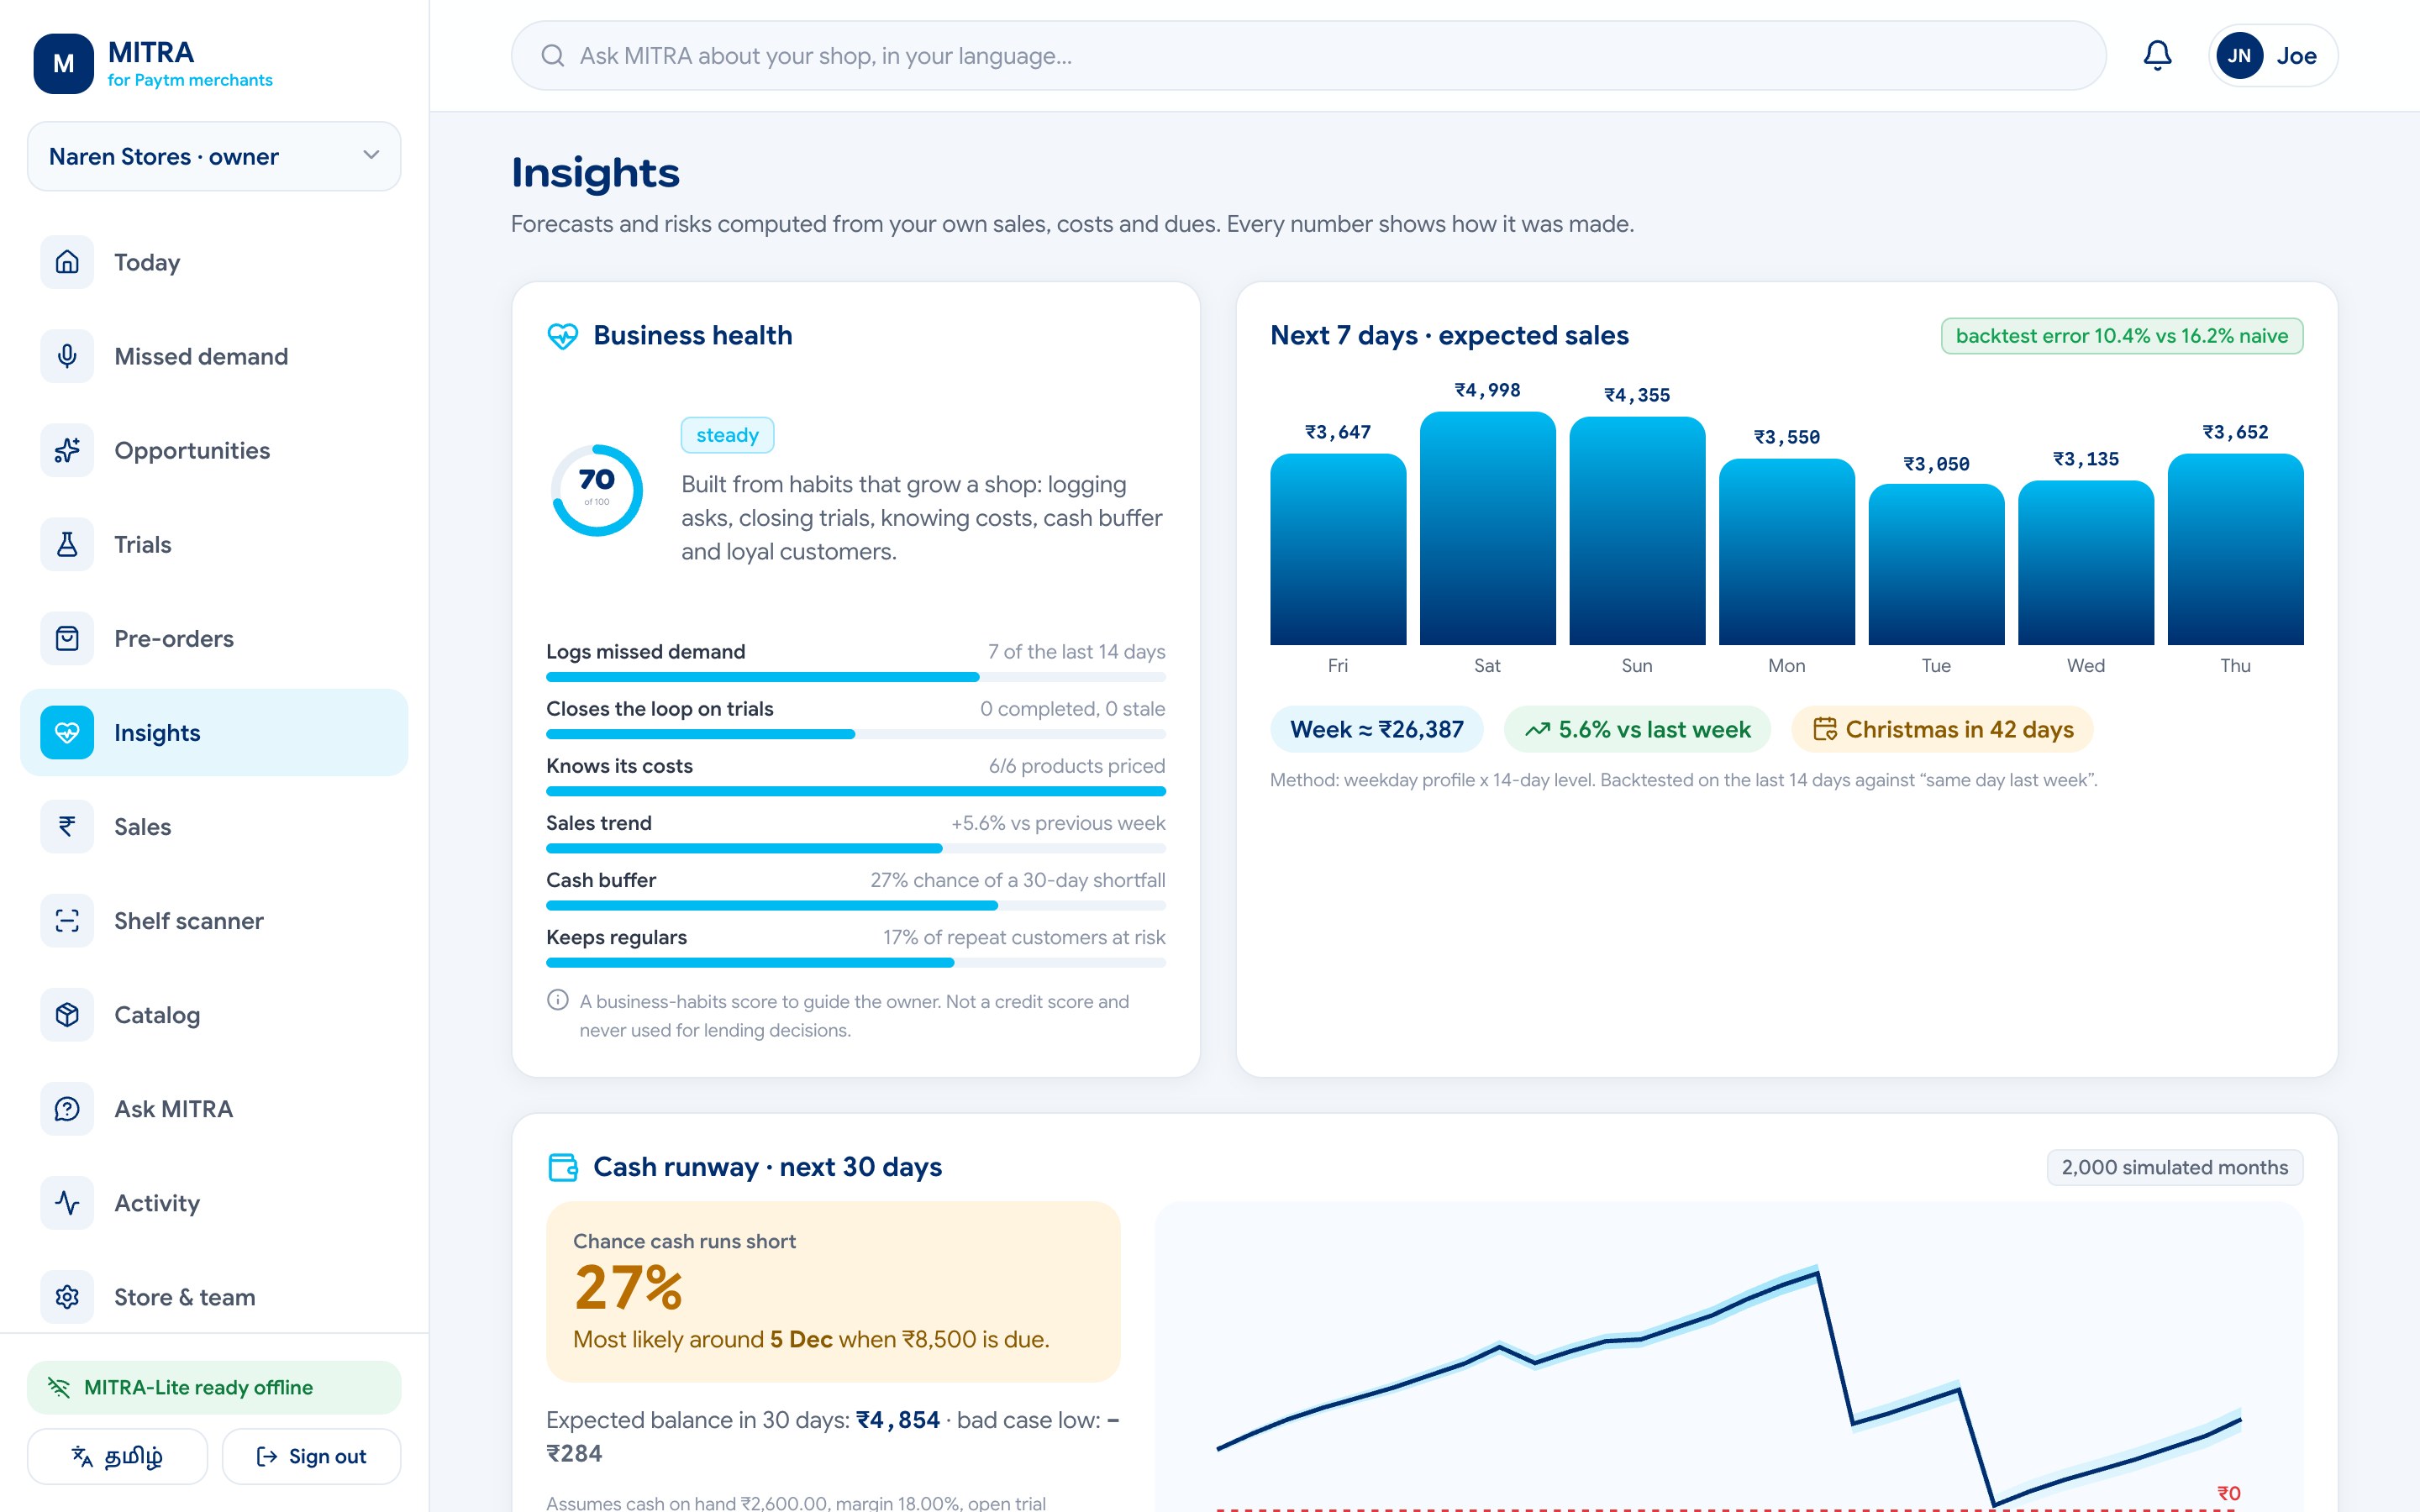 M
MITRA
for Paytm merchants
Naren Stores · owner
Today
Missed demand
Opportunities
Trials
Pre-orders
Insights
Sales
Shelf scanner
Catalog
Ask MITRA
Activity
Store & team
MITRA-Lite ready offline
தமிழ்
Sign out
Ask MITRA about your shop, in your language...
JN
Joe
Insights
Forecasts and risks computed from your own sales, costs and dues. Every number shows how it was made.
Business health
70
of 100
steady
Built from habits that grow a shop: logging
asks, closing trials, knowing costs, cash buffer
and loyal customers.
Logs missed demand 7 of the last 14 days
Closes the loop on trials 0 completed, 0 stale
Knows its costs 6/6 products priced
Sales trend +5.6% vs previous week
Cash buffer 27% chance of a 30-day shortfall
Keeps regulars 17% of repeat customers at risk
A business-habits score to guide the owner. Not a credit score and
never used for lending decisions.
Next 7 days · expected sales
backtest error 10.4% vs 16.2% naive
₹3,647 ₹4,998 ₹4,355 ₹3,550 ₹3,050 ₹3,135 ₹3,652
Fri Sat Sun Mon Tue Wed Thu
Week ≈ ₹26,387
5.6% vs last week
Christmas in 42 days
Method: weekday profile x 14-day level. Backtested on the last 14 days against “same day last week”.
Cash runway · next 30 days
2,000 simulated months
Chance cash runs short
27%
Most likely around 5 Dec when ₹8,500 is due.
Expected balance in 30 days: ₹4,854 · bad case low: –
₹284
Assumes cash on hand ₹2,600.00, margin 18.00%, open trial
₹0